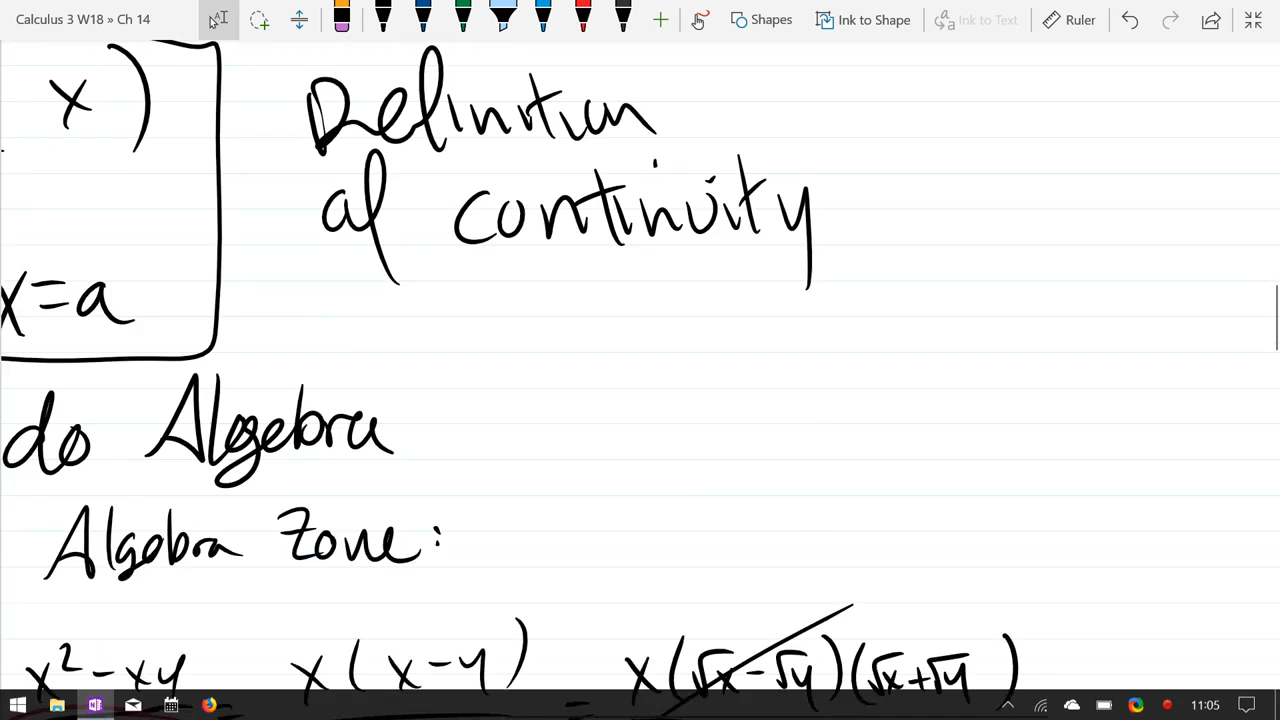 Calculus 3 W18 » Ch 14
Shapes
Ink to Shape
Ink to Text
Ruler
x)
Definition
of continuity
x=a
do Algebra
Algebra Zone:
x² - xy = x(x-y) = x(√x-√y)(√x+√y)
11:05